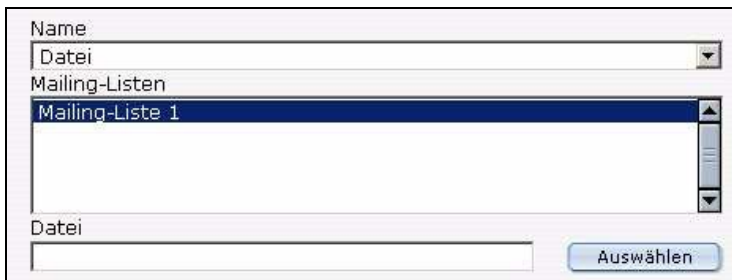 Name
Datei
Mailing-Listen
Mailing-Liste 1
Datei
Auswählen